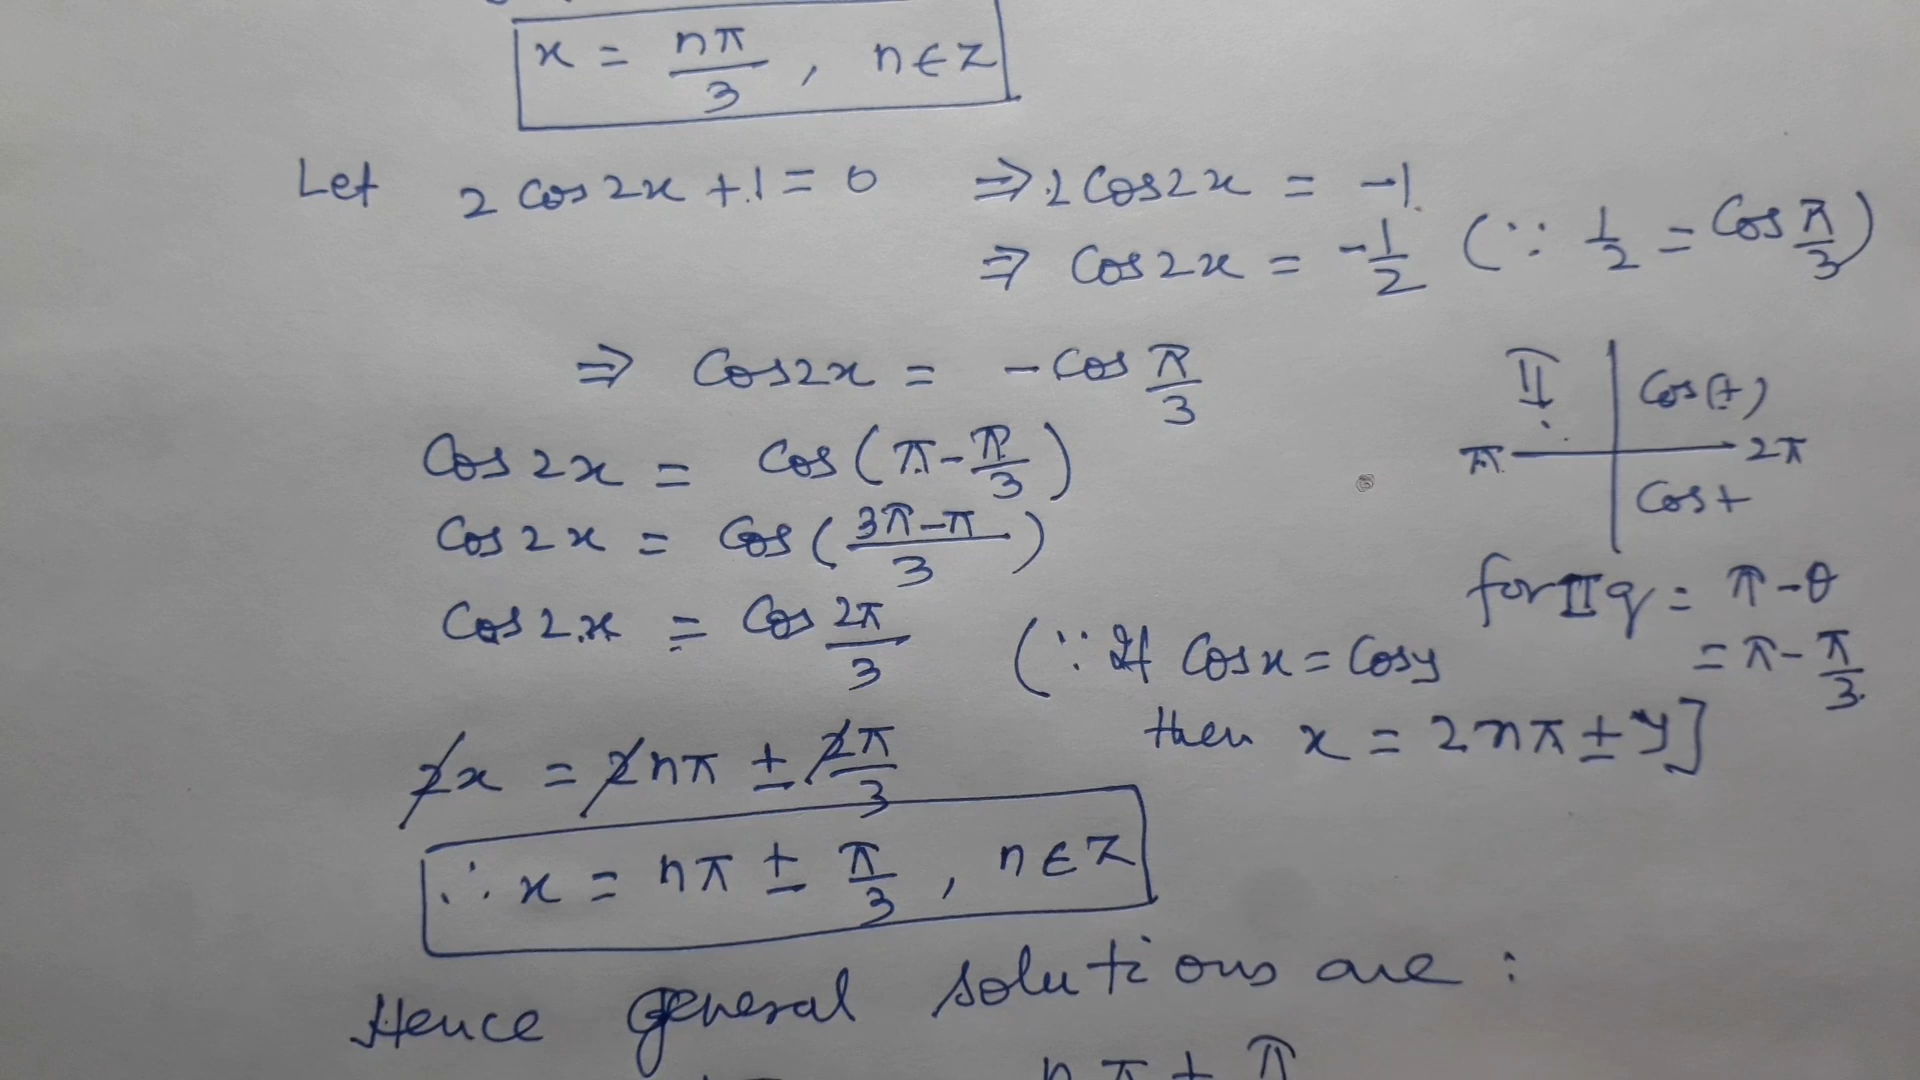 x = nπ/3 , n∈Z
Let 2 Cos 2x + 1 = 0 ⇒ 2 Cos 2x = -1
⇒ Cos 2x = -1/2 (∵ 1/2 = Cos π/3)
⇒ Cos 2x = - Cos π/3
II Cos(+)
Cos 2x = Cos (π - π/3)
π 2π
Cos +
Cos 2x = Cos (3π-π/3)
for II q = π - θ
Cos 2x = Cos 2π/3
(∵ If Cos x = Cos y
= π - π/3
then x = 2nπ ± y]
2x = 2nπ ± 2π/3
∴ x = nπ ± π/3 , n∈Z
Hence general solutions are :
nπ ± π